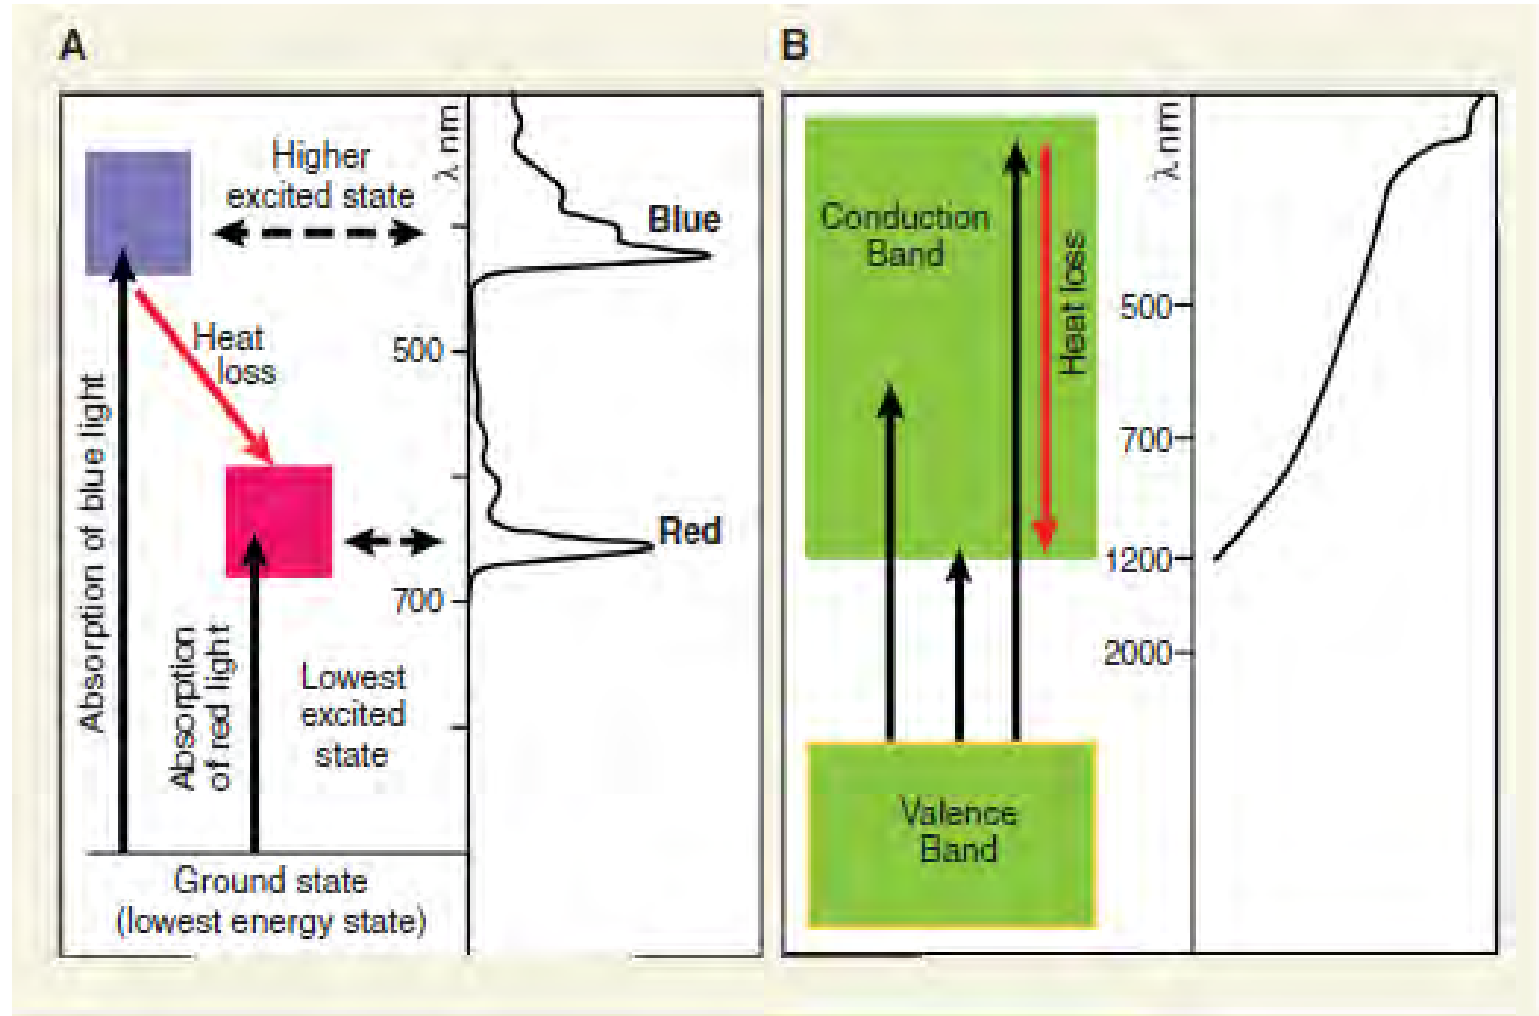 A
Higher
excited state
λ nm
Blue
Heat
loss
500
Absorption of blue light
Red
700
Absorption
of red light
Lowest
excited
state
Ground state
(lowest energy state)
B
Conduction
Band
Heat loss
λ nm
500
700
1200
2000
Valence
Band